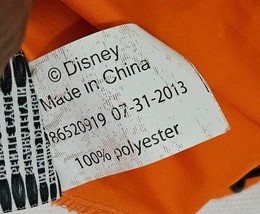 © Disney
Made in China
86520919 07-31-2013
100% polyester